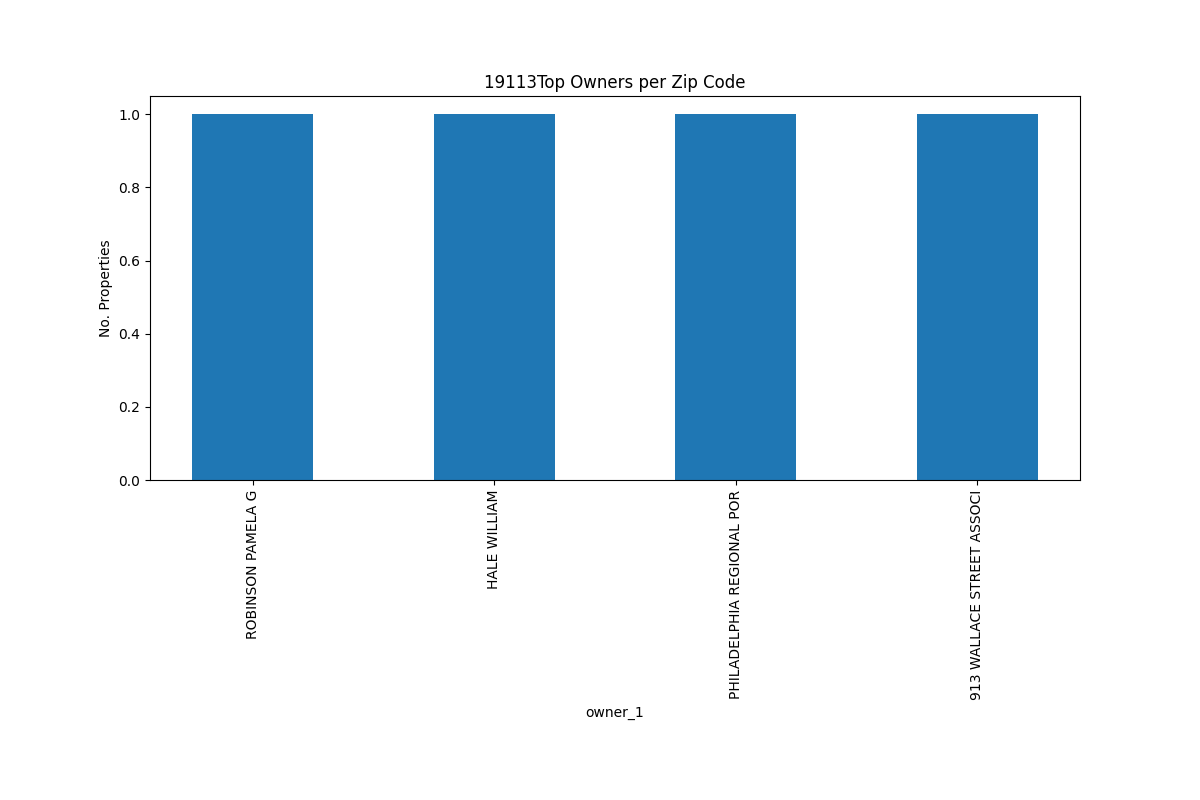 19113Top Owners per Zip Code
No. Properties
1.0
0.8
0.6
0.4
0.2
0.0
ROBINSON PAMELA G
HALE WILLIAM
PHILADELPHIA REGIONAL POR
913 WALLACE STREET ASSOCI
owner_1